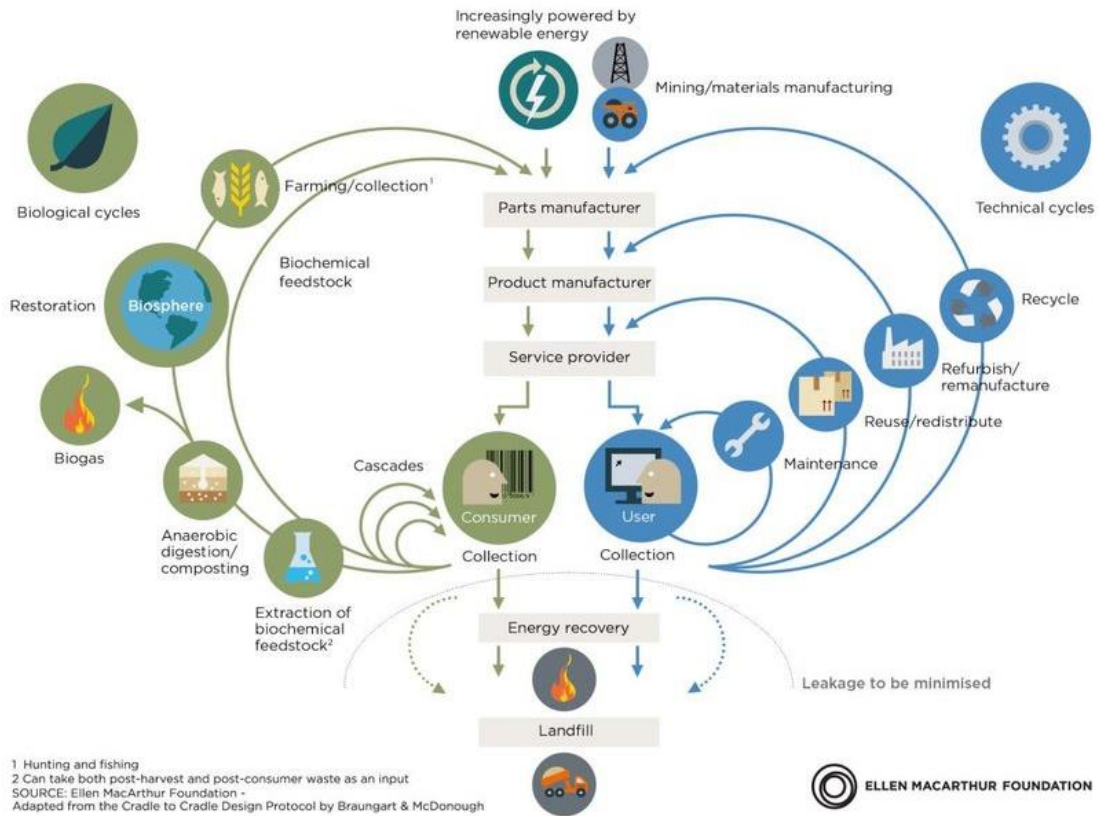 Increasingly powered by
renewable energy
Mining/materials manufacturing
Biological cycles
Farming/collection¹
Parts manufacturer
Technical cycles
Biochemical
feedstock
Product manufacturer
Restoration
Biosphere
Recycle
Service provider
Refurbish/
remanufacture
Reuse/redistribute
Biogas
Cascades
Maintenance
Consumer
User
Anaerobic
digestion/
composting
Collection
Collection
Extraction of
biochemical
feedstock²
Energy recovery
Leakage to be minimised
Landfill
1 Hunting and fishing
2 Can take both post-harvest and post-consumer waste as an input
SOURCE: Ellen MacArthur Foundation -
Adapted from the Cradle to Cradle Design Protocol by Braungart & McDonough
ELLEN MACARTHUR FOUNDATION